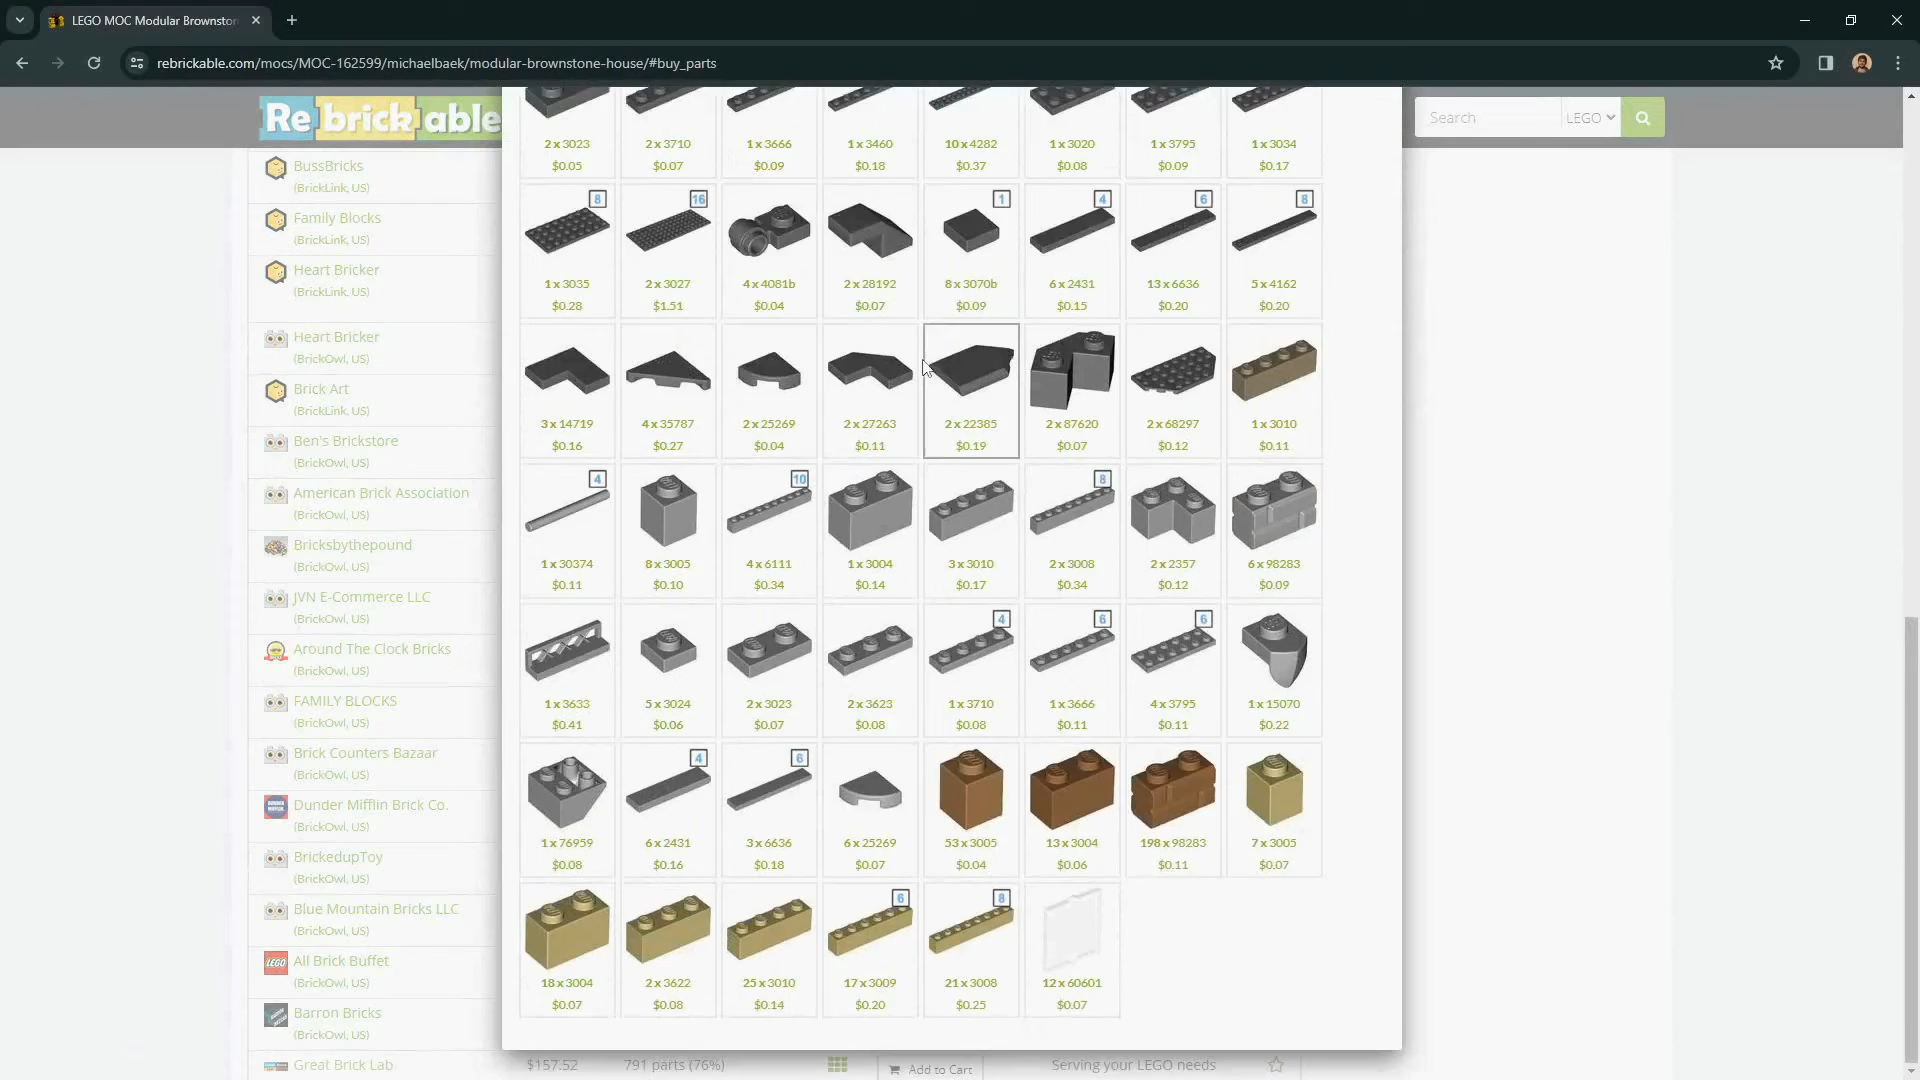 LEGO MOC Modular Brownston
rebrickable.com/mocs/MOC-162599/michaelbaek/modular-brownstone-house/#buy_parts
Rebrickable
Search
LEGO
BussBricks
(BrickLink, US)
Family Blocks
(BrickLink, US)
Heart Bricker
(BrickLink, US)
Heart Bricker
(BrickOwl, US)
Brick Art
(BrickLink, US)
Ben's Brickstore
(BrickOwl, US)
American Brick Association
(BrickOwl, US)
Bricksbythepound
(BrickOwl, US)
JVN E-Commerce LLC
(BrickOwl, US)
Around The Clock Bricks
(BrickOwl, US)
FAMILY BLOCKS
(BrickOwl, US)
Brick Counters Bazaar
(BrickOwl, US)
Dunder Mifflin Brick Co.
(BrickOwl, US)
BrickedupToy
(BrickOwl, US)
Blue Mountain Bricks LLC
(BrickOwl, US)
All Brick Buffet
(BrickOwl, US)
Barron Bricks
(BrickOwl, US)
Great Brick Lab
2 x 3023 2 x 3710 1 x 3666 1 x 3460 10 x 4282 1 x 3020 1 x 3795 1 x 3034
$0.05 $0.07 $0.09 $0.18 $0.37 $0.08 $0.09 $0.17
8 16 1 4 6 8
1 x 3035 2 x 3027 4 x 4081b 2 x 28192 8 x 3070b 6 x 2431 13 x 6636 5 x 4162
$0.28 $1.51 $0.04 $0.07 $0.09 $0.15 $0.20 $0.20
3 x 14719 4 x 35787 2 x 25269 2 x 27263 2 x 22385 2 x 87620 2 x 68297 1 x 3010
$0.16 $0.27 $0.04 $0.11 $0.19 $0.07 $0.12 $0.11
4 10 8
1 x 30374 8 x 3005 4 x 6111 1 x 3004 3 x 3010 2 x 3008 2 x 2357 6 x 98283
$0.11 $0.10 $0.34 $0.14 $0.17 $0.34 $0.12 $0.09
4 6 6
1 x 3633 5 x 3024 2 x 3023 2 x 3623 1 x 3710 1 x 3666 4 x 3795 1 x 15070
$0.41 $0.06 $0.07 $0.08 $0.08 $0.11 $0.11 $0.22
4 6
1 x 76959 6 x 2431 3 x 6636 6 x 25269 53 x 3005 13 x 3004 198 x 98283 7 x 3005
$0.08 $0.16 $0.18 $0.07 $0.04 $0.06 $0.11 $0.07
6 8
18 x 3004 2 x 3622 25 x 3010 17 x 3009 21 x 3008 12 x 60601
$0.07 $0.08 $0.14 $0.20 $0.25 $0.07
$157.52 791 parts (76%) Add to Cart Serving your LEGO needs